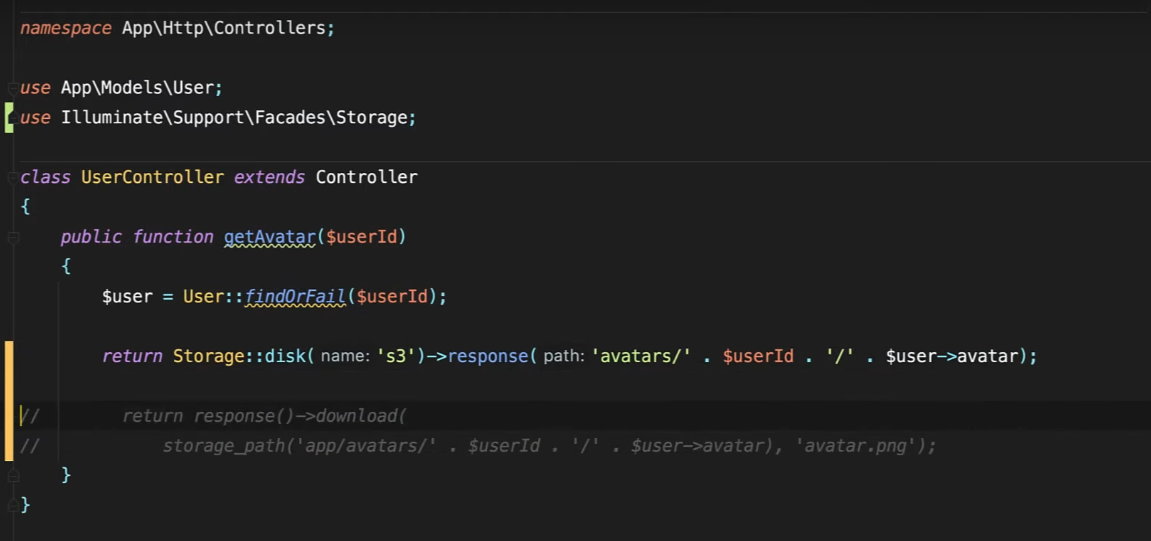 namespace App\Http\Controllers;
use App\Models\User;
use Illuminate\Support\Facades\Storage;
class UserController extends Controller
{
public function getAvatar($userId)
{
$user = User::findOrFail($userId);
return Storage::disk( name: 's3')->response( path: 'avatars/' . $userId . '/' . $user->avatar);
// return response()->download(
// storage_path('app/avatars/' . $userId . '/' . $user->avatar), 'avatar.png');
}
}